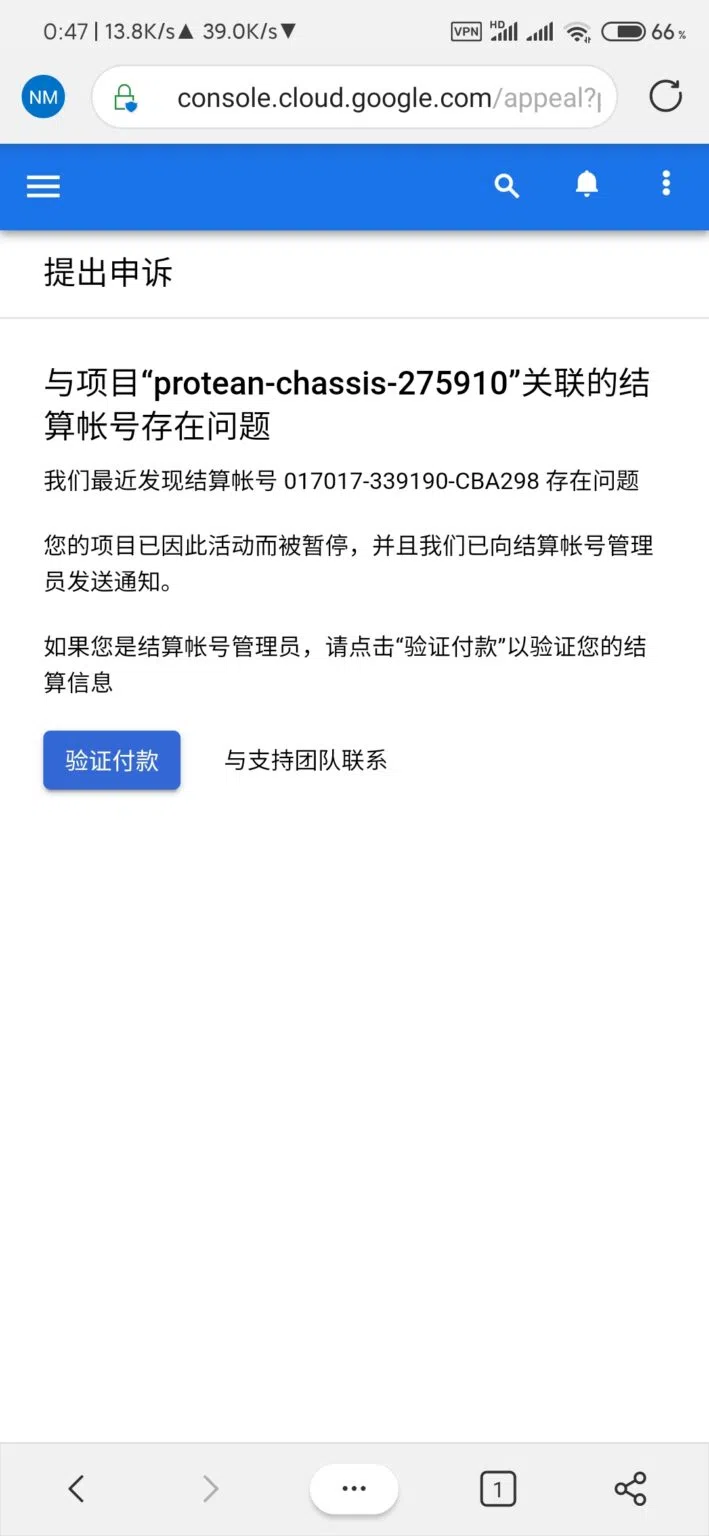 0:47 | 13.8K/s▲ 39.0K/s▼ VPN HD 66%
NM console.cloud.google.com/appeal?
提出申诉
与项目“protean-chassis-275910”关联的结
算帐号存在问题
我们最近发现结算帐号 017017-339190-CBA298 存在问题
您的项目已因此活动而被暂停，并且我们已向结算帐号管理
员发送通知。
如果您是结算帐号管理员，请点击“验证付款”以验证您的结
算信息
验证付款 与支持团队联系
1